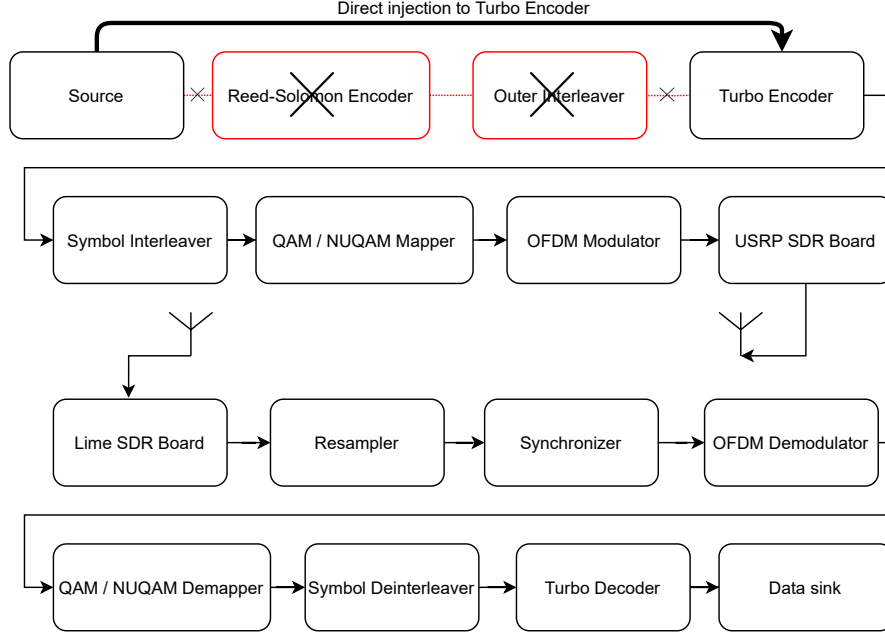 Direct injection to Turbo Encoder
Source
Reed-Solomon Encoder
Outer Interleaver
Turbo Encoder
Symbol Interleaver
QAM / NUQAM Mapper
OFDM Modulator
USRP SDR Board
Lime SDR Board
Resampler
Synchronizer
OFDM Demodulator
QAM / NUQAM Demapper
Symbol Deinterleaver
Turbo Decoder
Data sink